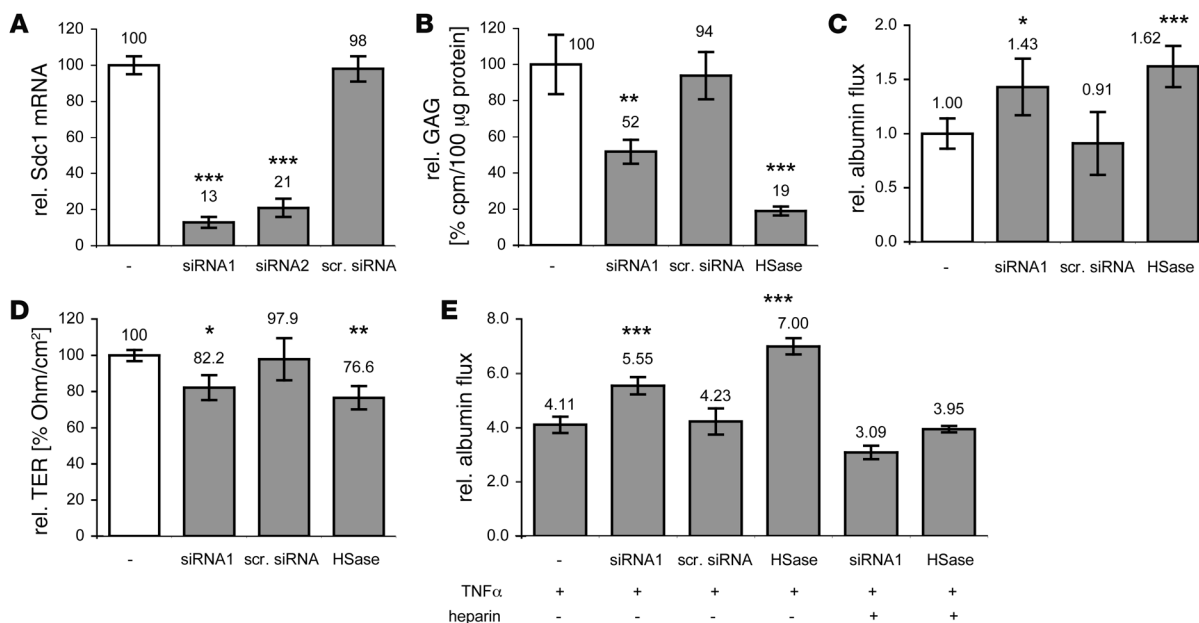 A
rel. Sdc1 mRNA
120
100
80
60
40
20
0
100
***
13
***
21
98
-
siRNA1
siRNA2
scr. siRNA
B
rel. GAG
[% cpm/100 µg protein]
120
100
80
60
40
20
0
100
**
52
94
***
19
-
siRNA1
scr. siRNA
HSase
C
rel. albumin flux
2.0
1.5
1.0
0.0
1.00
*
1.43
0.91
***
1.62
-
siRNA1
scr. siRNA
HSase
D
rel. TER [% Ohm/cm²]
120
100
80
60
40
20
0
100
*
82.2
97.9
**
76.6
-
siRNA1
scr. siRNA
HSase
E
rel. albumin flux
8.0
6.0
4.0
2.0
0.0
4.11
***
5.55
4.23
***
7.00
3.09
3.95
- siRNA1 scr. siRNA HSase siRNA1 HSase
TNFα + + + + + +
heparin - - - - + +